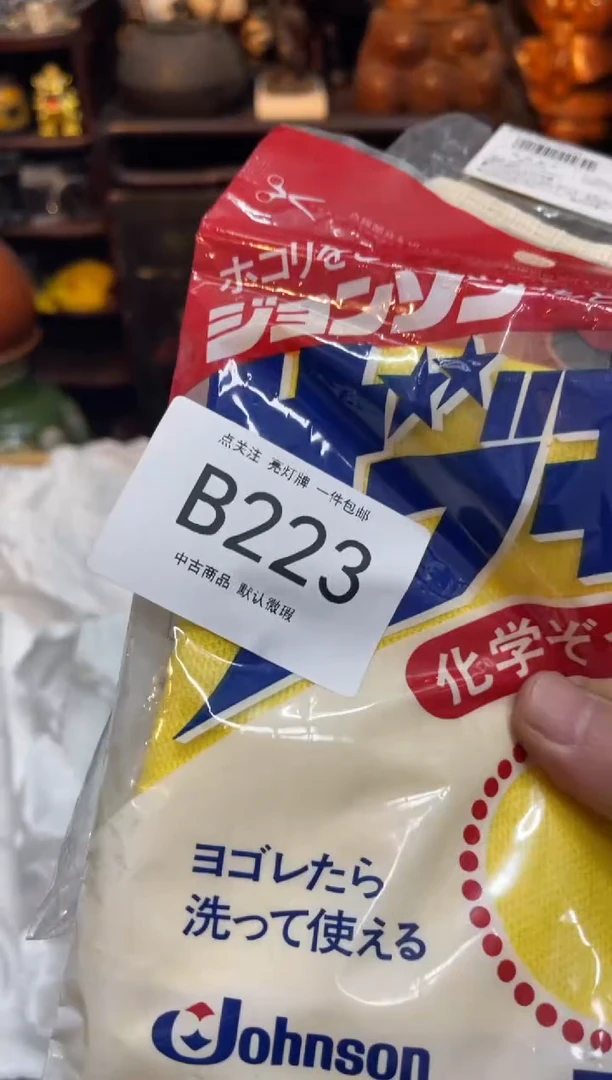 ホコリを
ジョンソン
点关注 亮灯牌 一件包邮
B223
中古商品 默认微瑕
化学ぞ
ヨゴレたら
洗って使える
Johnson